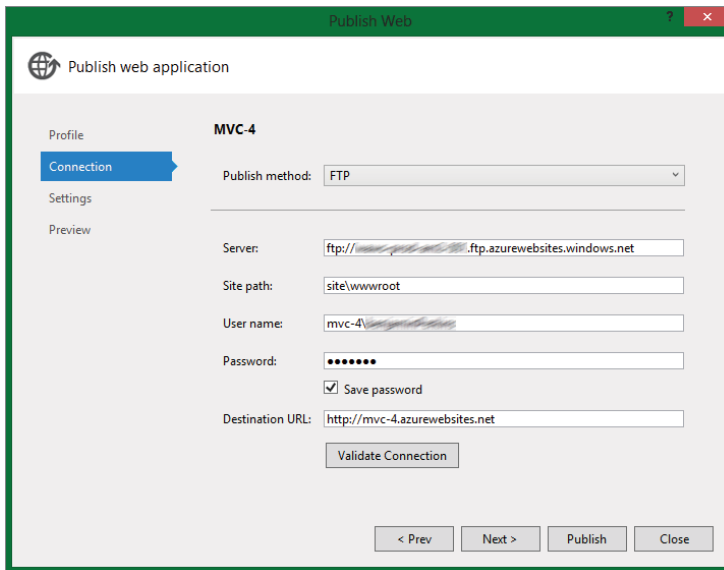 Publish Web
? x
Publish web application
Profile
Connection
Settings
Preview
MVC-4
Publish method: FTP
Server: ftp:// .ftp.azurewebsites.windows.net
Site path: site\wwwroot
User name: mvc-4\
Password: •••••••
Save password
Destination URL: http://mvc-4.azurewebsites.net
Validate Connection
< Prev Next > Publish Close